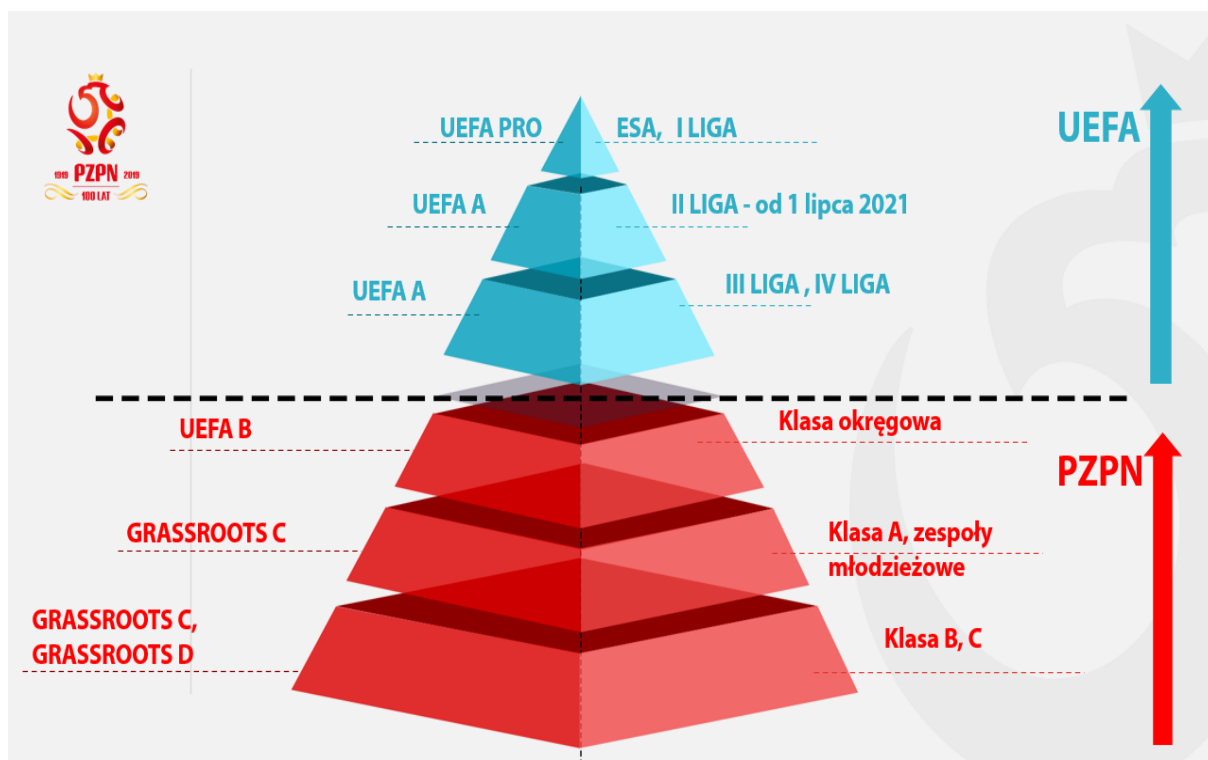 1919 PZPN 2019
100 LAT
UEFA PRO
ESA, I LIGA
UEFA
UEFA A
II LIGA - od 1 lipca 2021
UEFA A
III LIGA , IV LIGA
UEFA B
Klasa okręgowa
PZPN
GRASSROOTS C
Klasa A, zespoły
młodzieżowe
GRASSROOTS C,
GRASSROOTS D
Klasa B, C